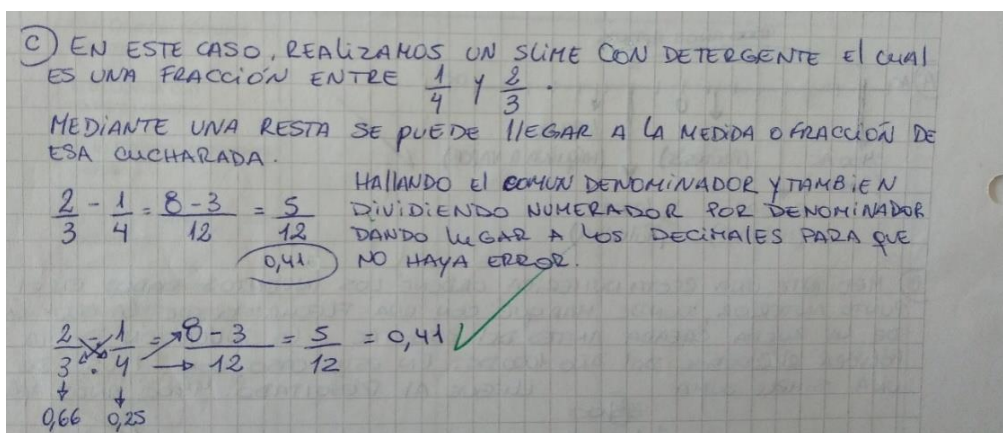 C) EN ESTE CASO, REALIZAMOS UN SLIME CON DETERGENTE El CUAl
ES UNA FRACCIÓN ENTRE 1/4 Y 2/3 .
MEDIANTE UNA RESTA SE PUEDE llEGAR A LA MEDIDA O FRACCIÓN DE
ESA CUCHARADA.
HAllANDO El COMUN DENOMINADOR Y TAMBIEN
2/3 - 1/4 = 8-3/12 = 5/12 DIVIDIENDO NUMERADOR POR DENOMINADOR
DANDO lUGAR A LOS DECIMAlES PARA QUE
0,41 NO HAYA ERROR.
2/3 - 1/4 = 8-3/12 = 5/12 = 0,41
0,66 0,25